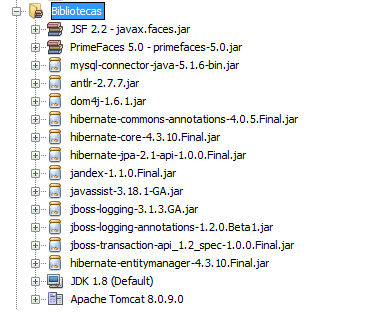 Bibliotecas
JSF 2.2 - javax.faces.jar
PrimeFaces 5.0 - primefaces-5.0.jar
mysql-connector-java-5.1.6-bin.jar
antlr-2.7.7.jar
dom4j-1.6.1.jar
hibernate-commons-annotations-4.0.5.Final.jar
hibernate-core-4.3.10.Final.jar
hibernate-jpa-2.1-api-1.0.0.Final.jar
jandex-1.1.0.Final.jar
javassist-3.18.1-GA.jar
jboss-logging-3.1.3.GA.jar
jboss-logging-annotations-1.2.0.Beta1.jar
jboss-transaction-api_1.2_spec-1.0.0.Final.jar
hibernate-entitymanager-4.3.10.Final.jar
JDK 1.8 (Default)
Apache Tomcat 8.0.9.0